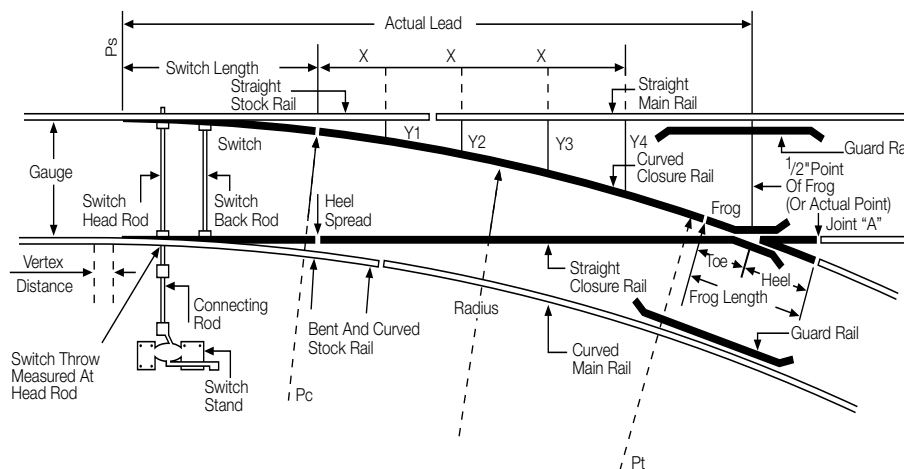 Actual Lead
Ps
X
X
X
Switch Length
Straight
Stock Rail
Straight
Main Rail
Y1
Y2
Y3
Y4
Switch
Guard Ra
Gauge
Curved
Closure Rail
1/2" Point
Of Frog
(Or Actual Point)
Joint "A"
Switch
Head Rod
Switch
Back Rod
Heel
Spread
Frog
Vertex
Distance
Straight
Closure Rail
Toe
Heel
Frog Length
Connecting
Rod
Bent And Curved
Stock Rail
Radius
Guard Rail
Curved
Main Rail
Switch Throw
Measured At
Head Rod
Switch
Stand
Pc
Pt